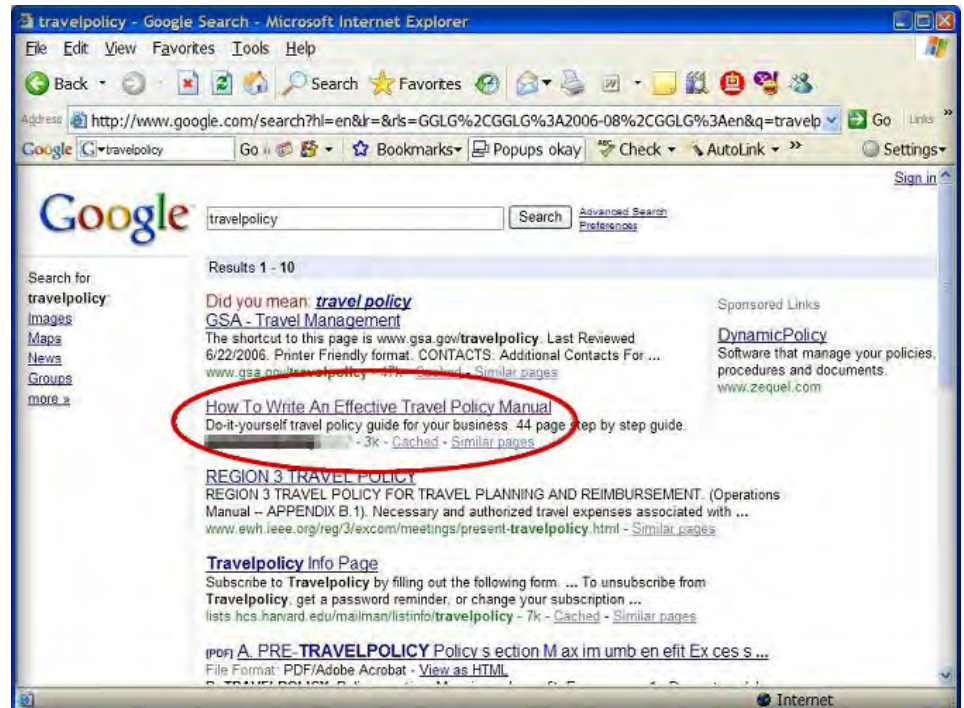 travelpolicy - Google Search - Microsoft Internet Explorer
File Edit View Favorites Tools Help
Back Search Favorites
Address http://www.google.com/search?hl=en&lr=&rls=GGLG%2CGGLG%3A2006-08%2CGGLG%3Aen&q=travelp Go Links »
Google G travelpolicy Go Bookmarks Popups okay Check AutoLink » Settings
Sign in
Google travelpolicy Search Advanced Search
Preferences
Results 1 - 10
Search for
travelpolicy:
Images
Maps
News
Groups
more »
Did you mean: travel policy
GSA - Travel Management
The shortcut to this page is www.gsa.gov/travelpolicy. Last Reviewed
6/22/2006. Printer Friendly format. CONTACTS. Additional Contacts For ...
www.gsa.gov/travelpolicy - 47k - Cached - Similar pages
How To Write An Effective Travel Policy Manual
Do-it-yourself travel policy guide for your business. 44 page step by step guide.
- 3k - Cached - Similar pages
REGION 3 TRAVEL POLICY
REGION 3 TRAVEL POLICY FOR TRAVEL PLANNING AND REIMBURSEMENT. (Operations
Manual -- APPENDIX B.1). Necessary and authorized travel expenses associated
with ...
www.ewh.ieee.org/reg/3/excom/meetings/present-travelpolicy.html - Similar pages
Travelpolicy Info Page
Subscribe to Travelpolicy by filling out the following form. ... To unsubscribe from
Travelpolicy, get a password reminder, or change your subscription ...
lists.hcs.harvard.edu/mailman/listinfo/travelpolicy - 7k - Cached - Similar pages
[PDF] A. PRE-TRAVELPOLICY Policy s ection M ax im umb en efit Ex ces s ...
File Format: PDF/Adobe Acrobat - View as HTML
Sponsored Links
DynamicPolicy
Software that manage your policies,
procedures and documents.
www.zequel.com
Internet